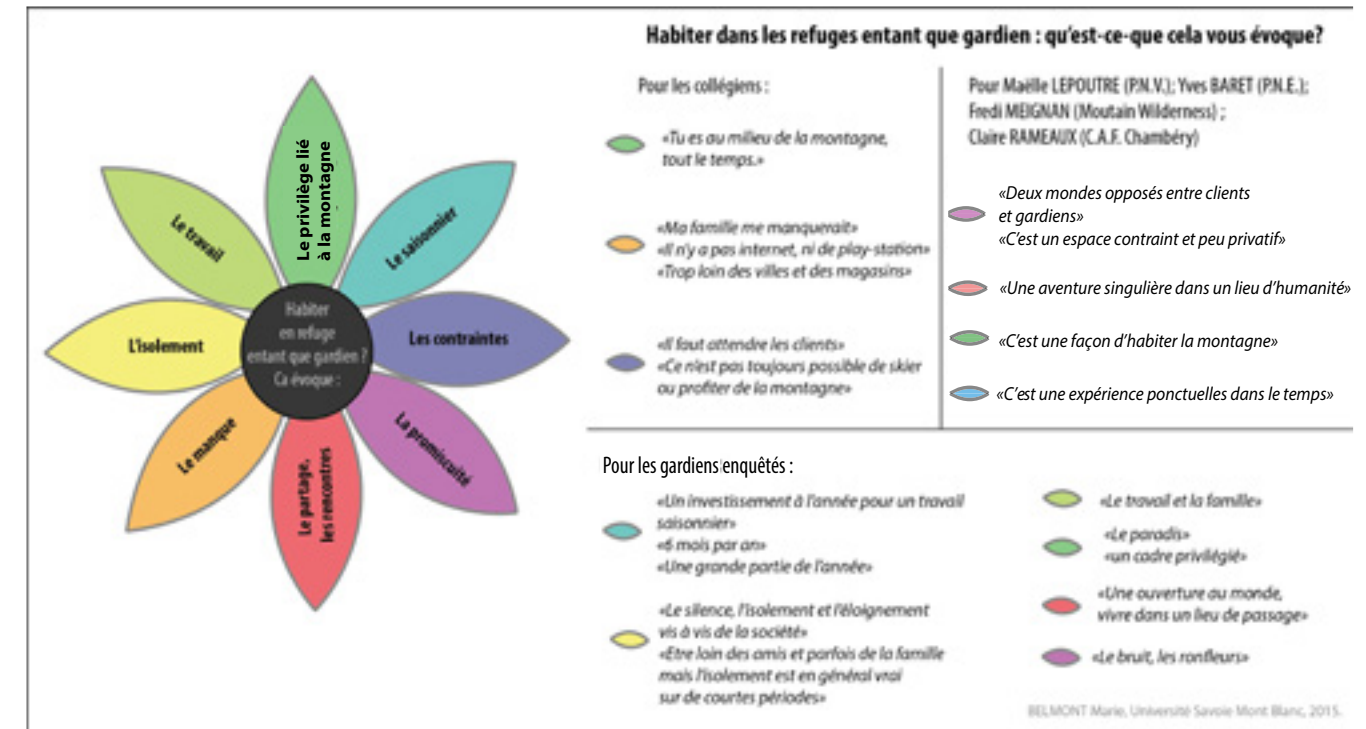 Habiter dans les refuges entant que gardien : qu'est-ce-que cela vous évoque?
Le privilège lié
à la montagne
Le saisonnier
Les contraintes
La promiscuité
Le partage,
les rencontres
Le manque
L'isolement
Le travail
Habiter
en refuge
entant que gardien ?
Ca évoque :
Pour les collégiens :
«Tu es au milieu de la montagne,
tout le temps.»
«Ma famille me manquerait»
«Il n'y a pas internet, ni de play-station»
«Trop loin des villes et des magasins»
«Il faut attendre les clients»
«Ce n'est pas toujours possible de skier
ou profiter de la montagne»
Pour Maëlle LEPOUTRE (P.N.V.); Yves BARET (P.N.E.);
Fredi MEIGNAN (Moutain Wilderness) ;
Claire RAMEAUX (C.A.F. Chambéry)
«Deux mondes opposés entre clients
et gardiens»
«C'est un espace contraint et peu privatif»
«Une aventure singulière dans un lieu d'humanité»
«C'est une façon d'habiter la montagne»
«C'est une expérience ponctuelles dans le temps»
Pour les gardiens enquêtés :
«Un investissement à l'année pour un travail
saisonnier»
«6 mois par an»
«Une grande partie de l'année»
«Le silence, l'isolement et l'éloignement
vis à vis de la société»
«Etre loin des amis et parfois de la famille
mais l'isolement est en général vrai
sur de courtes périodes»
«Le travail et la famille»
«Le paradis»
«un cadre privilégié»
«Une ouverture au monde,
vivre dans un lieu de passage»
«Le bruit, les ronfleurs»
BELMONT Marie, Université Savoie Mont Blanc, 2015.